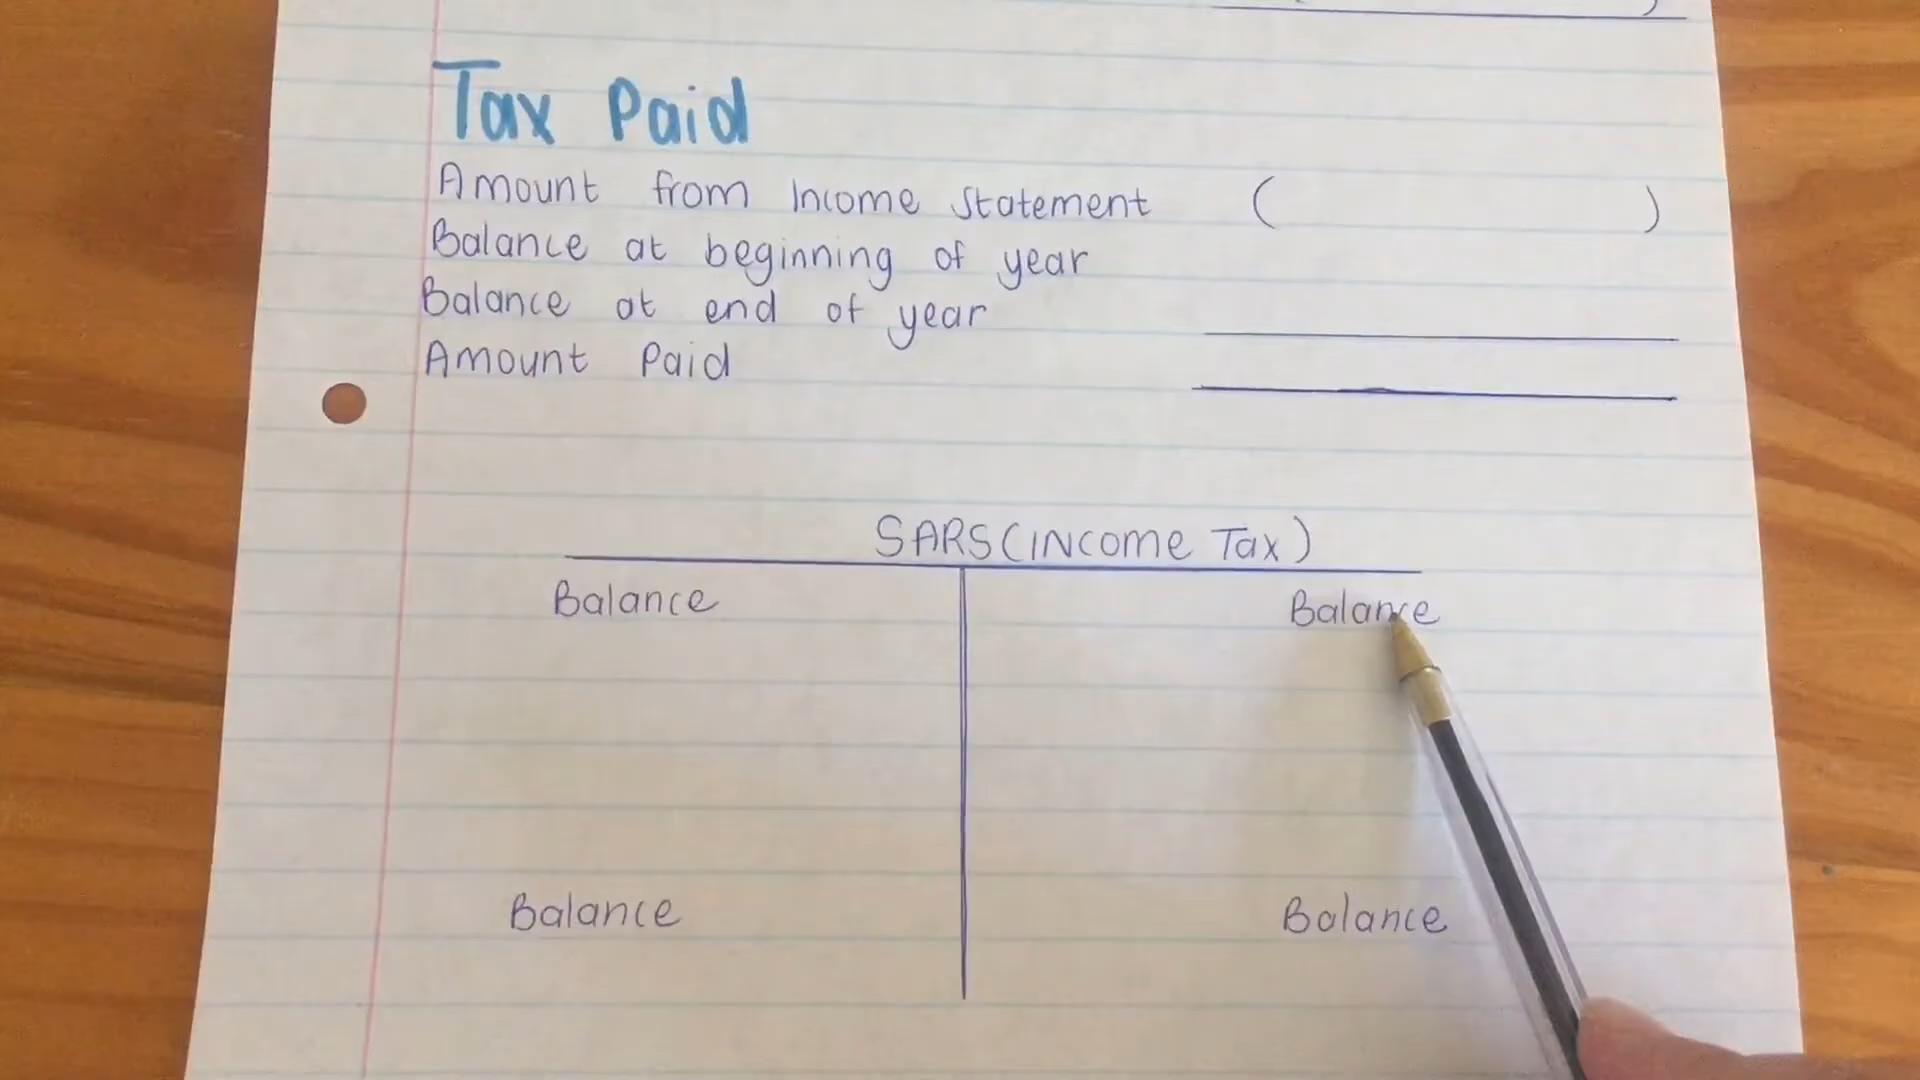 Tax Paid
Amount from Income Statement ( )
Balance at beginning of year
Balance at end of year
Amount Paid
SARS(INcome Tax)
Balance Balance
Balance Balance